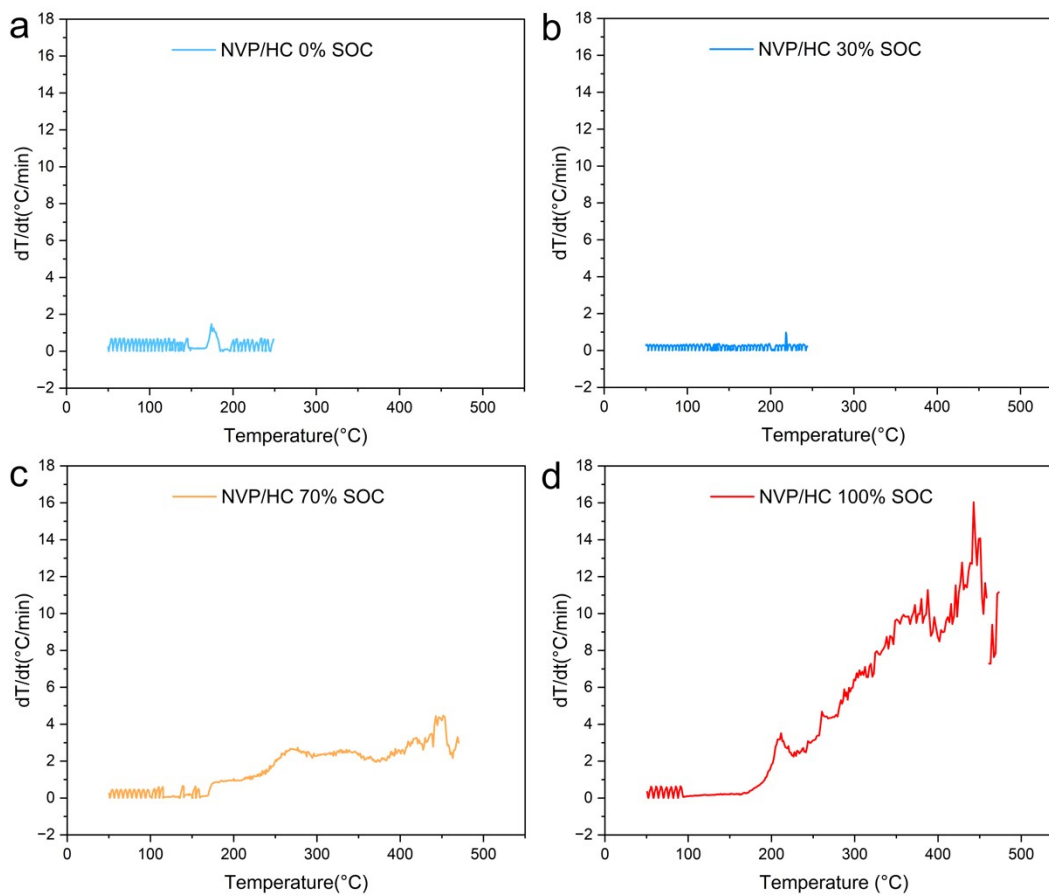 a
NVP/HC 0% SOC
18
16
14
12
10
8
6
4
2
0
−2
dT/dt(°C/min)
0 100 200 300 400 500
Temperature(°C)
b
NVP/HC 30% SOC
18
16
14
12
10
8
6
4
2
0
−2
dT/dt(°C/min)
0 100 200 300 400 500
Temperature(°C)
c
NVP/HC 70% SOC
18
16
14
12
10
8
6
4
2
0
−2
dT/dt(°C/min)
0 100 200 300 400 500
Temperature(°C)
d
NVP/HC 100% SOC
18
16
14
12
10
8
6
4
2
0
−2
dT/dt(°C/min)
0 100 200 300 400 500
Temperature (°C)